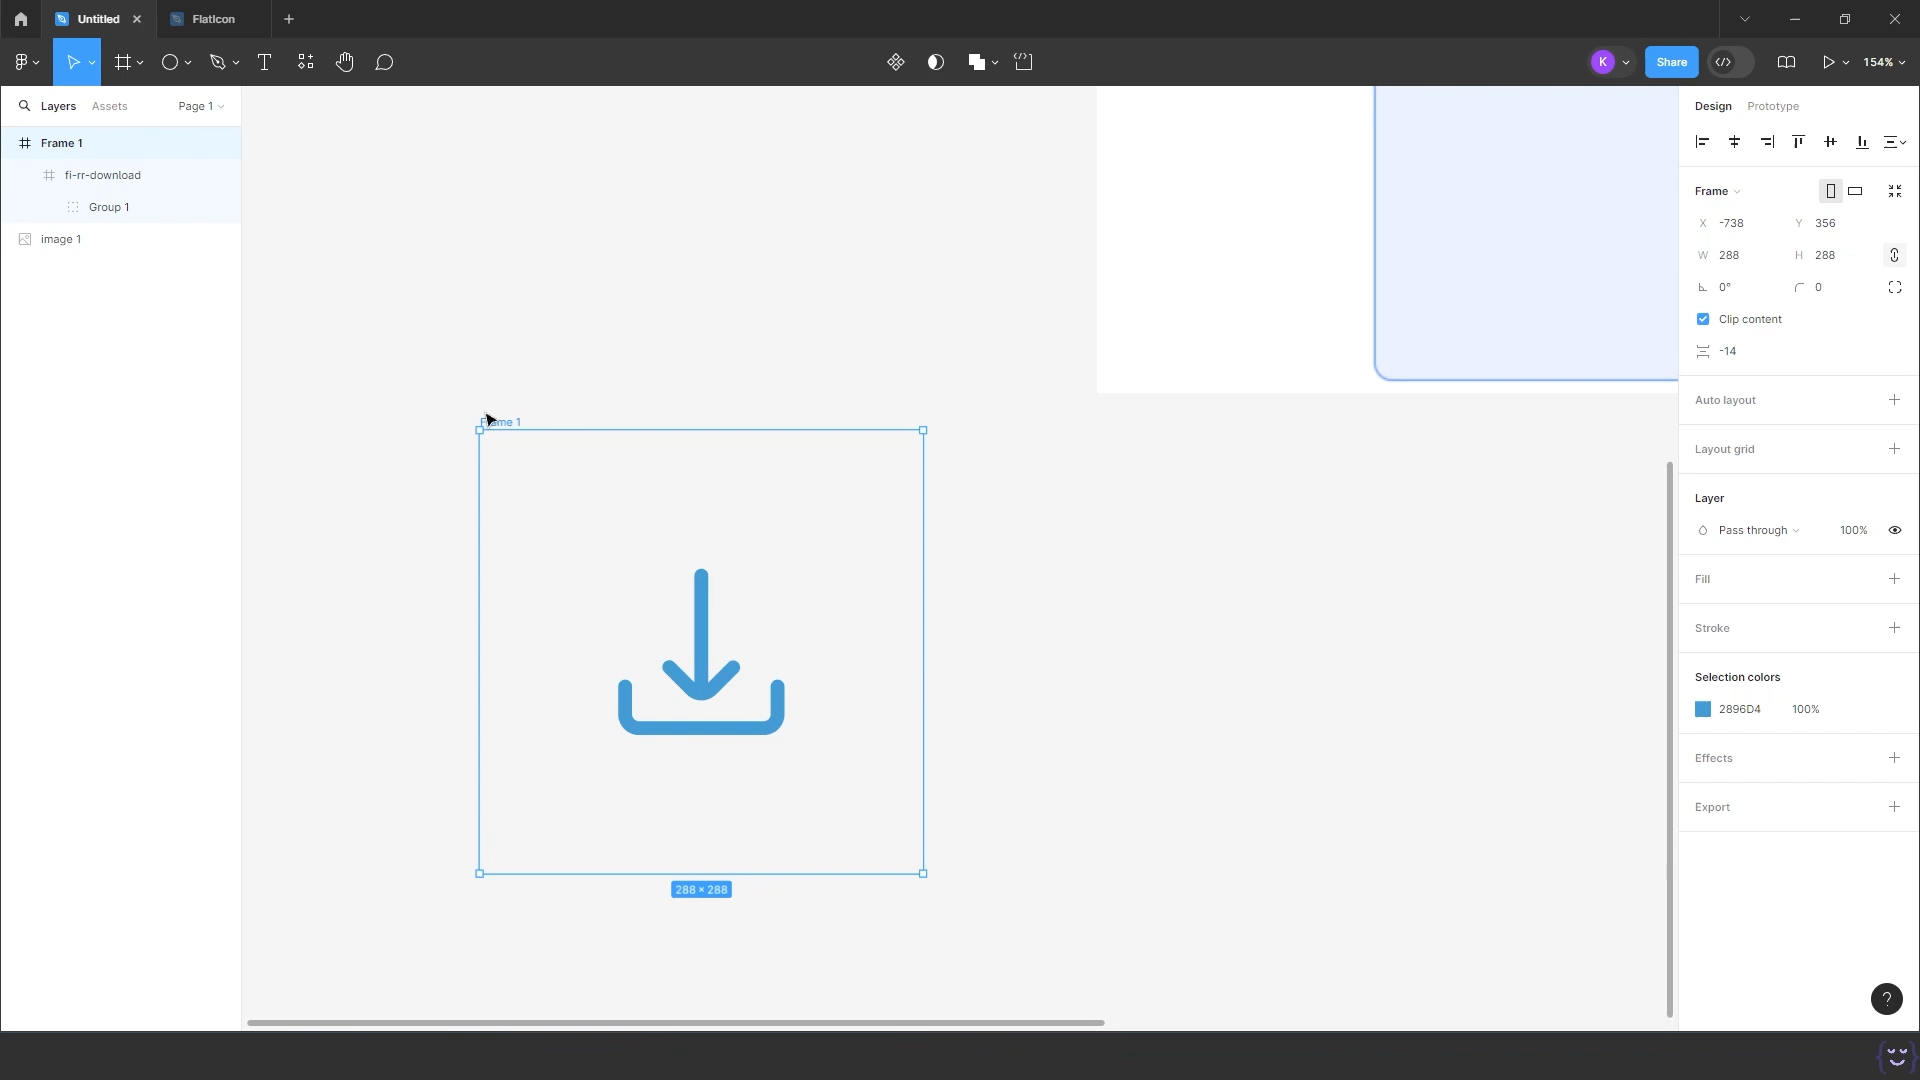 Untitled
FlatIcon
K
Share
154%
Layers
Assets
Page 1
Frame 1
fi-rr-download
Group 1
image 1
Frame 1
288 × 288
Design
Prototype
Frame
X -738
Y 356
W 288
H 288
0°
0
Clip content
-14
Auto layout
Layout grid
Layer
Pass through
100%
Fill
Stroke
Selection colors
2896D4
100%
Effects
Export
?